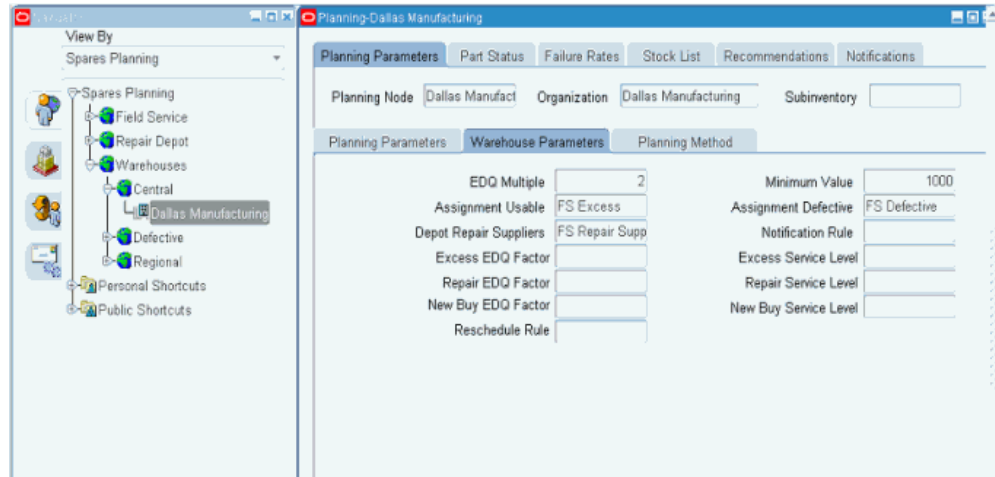 Planning-Dallas Manufacturing
View By
Spares Planning
Spares Planning
Field Service
Repair Depot
Warehouses
Central
Dallas Manufacturing
Defective
Regional
Personal Shortcuts
Public Shortcuts
Planning Parameters Part Status Failure Rates Stock List Recommendations Notifications
Planning Node Dallas Manufact Organization Dallas Manufacturing Subinventory
Planning Parameters Warehouse Parameters Planning Method
EDQ Multiple 2 Minimum Value 1000
Assignment Usable FS Excess Assignment Defective FS Defective
Depot Repair Suppliers FS Repair Supp Notification Rule
Excess EDQ Factor Excess Service Level
Repair EDQ Factor Repair Service Level
New Buy EDQ Factor New Buy Service Level
Reschedule Rule